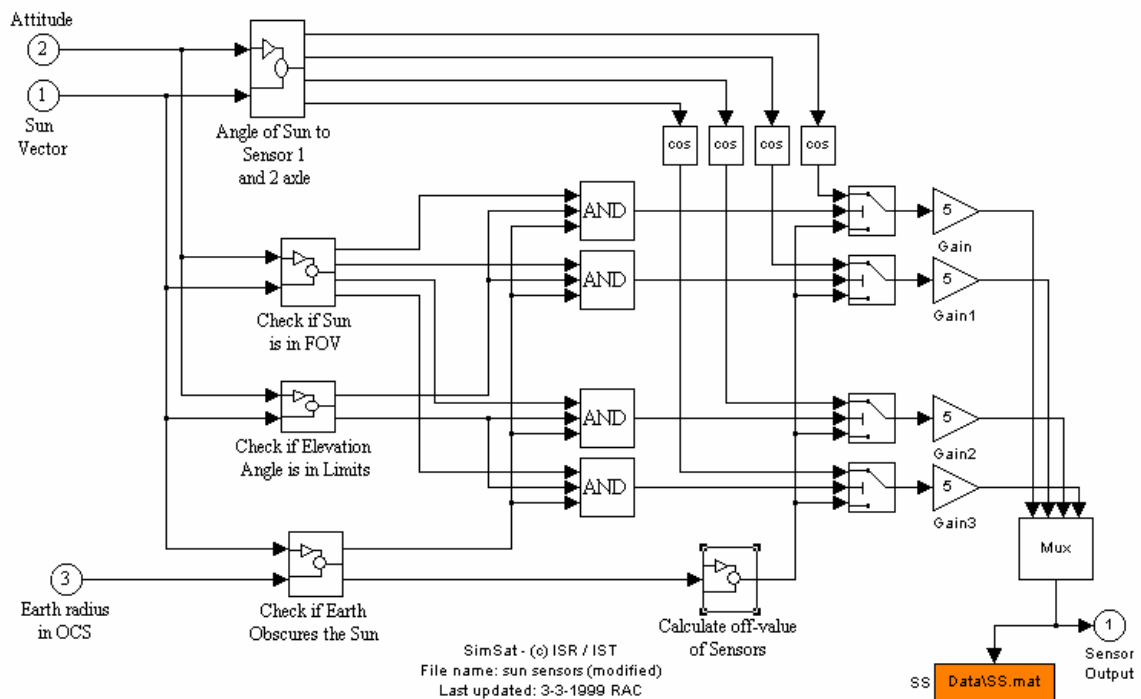 Attitude
2
1
Sun
Vector
Angle of Sun to
Sensor 1
and 2 axle
cos
cos
cos
cos
AND
5
Gain
AND
5
Gain1
Check if Sun
is in FOV
AND
5
Gain2
Check if Elevation
Angle is in Limits
AND
5
Gain3
Mux
3
Earth radius
in OCS
Check if Earth
Obscures the Sun
Calculate off-value
of Sensors
1
Sensor
Output
SS
Data\SS.mat
SimSat - (c) ISR / IST
File name: sun sensors (modified)
Last updated: 3-3-1999 RAC